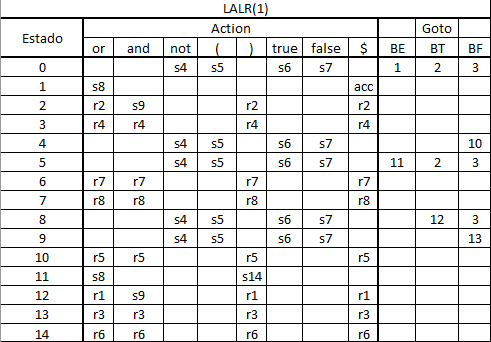 LALR(1)
Estado Action Goto
or and not ( ) true false $ BE BT BF
0 s4 s5 s6 s7 1 2 3
1 s8 acc
2 r2 s9 r2 r2
3 r4 r4 r4 r4
4 s4 s5 s6 s7 10
5 s4 s5 s6 s7 11 2 3
6 r7 r7 r7 r7
7 r8 r8 r8 r8
8 s4 s5 s6 s7 12 3
9 s4 s5 s6 s7 13
10 r5 r5 r5 r5
11 s8 s14
12 r1 s9 r1 r1
13 r3 r3 r3 r3
14 r6 r6 r6 r6